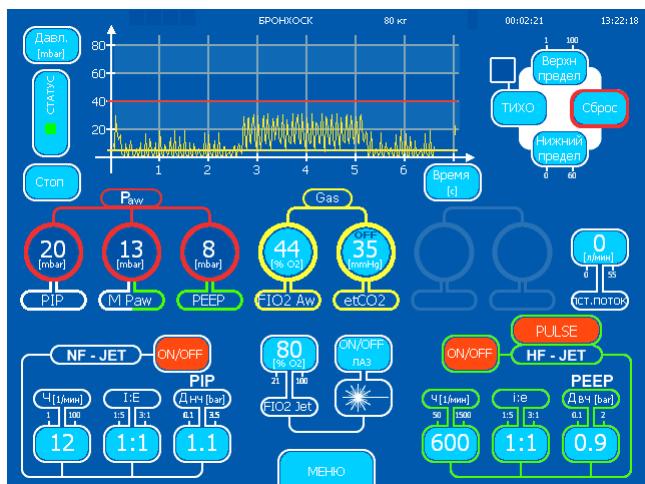 БРОНХОСК 80 кг 00:02:21 13:22:18
Давл.
[mbar]
СТАТУС
Стоп
80
60
40
20
1 2 3 4 5 6
Время
[с]
1 100
Верхн
предел
ТИХО
Сброс
Нижний
предел
0 60
Paw
Gas
20
[mbar]
13
[mbar]
8
[mbar]
44
[% O2]
OFF
35
[mmHg]
0
[л/мин]
0 55
PIP
M Paw
PEEP
FIO2 Aw
etCO2
ПСТ.ПОТОК
NF - JET
ON/OFF
PIP
Ч[1/мин]
I:E
Д НЧ [bar]
1 100
1:5 3:1
0.1 3.5
12
1:1
1.1
80
[% O2]
21 100
FIO2 Jet
ON/OFF
ЛАЗ
МЕНЮ
PULSE
ON/OFF
HF - JET
PEEP
Ч[1/мин]
i:e
Д ВЧ [bar]
50 1500
1:5 3:1
0.1 2
600
1:1
0.9